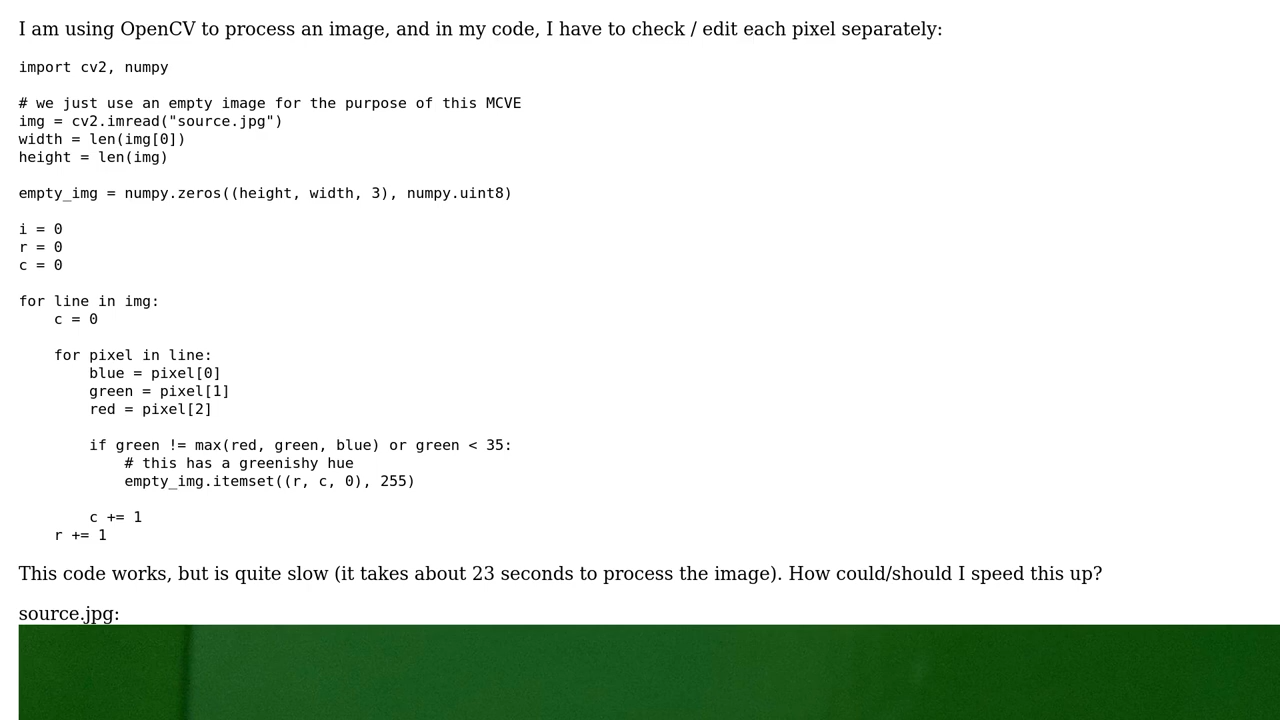 I am using OpenCV to process an image, and in my code, I have to check / edit each pixel separately:
import cv2, numpy
# we just use an empty image for the purpose of this MCVE
img = cv2.imread("source.jpg")
width = len(img[0])
height = len(img)
empty_img = numpy.zeros((height, width, 3), numpy.uint8)
i = 0
r = 0
c = 0
for line in img:
    c = 0
    for pixel in line:
        blue = pixel[0]
        green = pixel[1]
        red = pixel[2]
        if green != max(red, green, blue) or green < 35:
            # this has a greenishy hue
            empty_img.itemset((r, c, 0), 255)
        c += 1
    r += 1
This code works, but is quite slow (it takes about 23 seconds to process the image). How could/should I speed this up?
source.jpg: